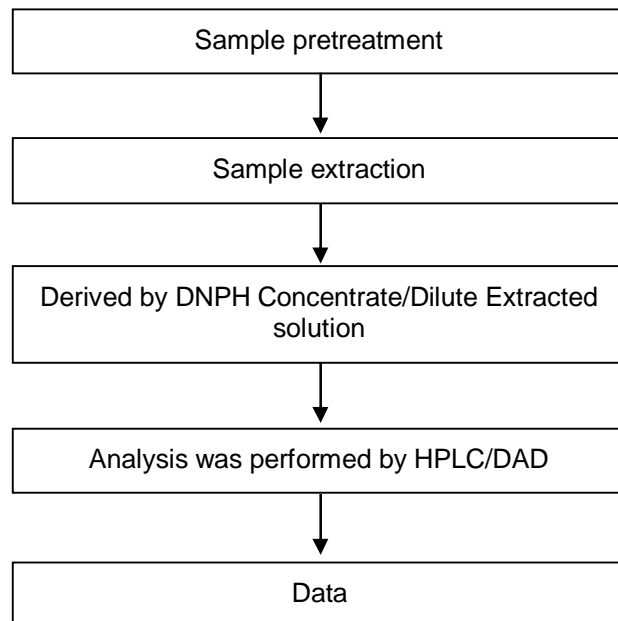 Sample pretreatment
Sample extraction
Derived by DNPH Concentrate/Dilute Extracted
solution
Analysis was performed by HPLC/DAD
Data